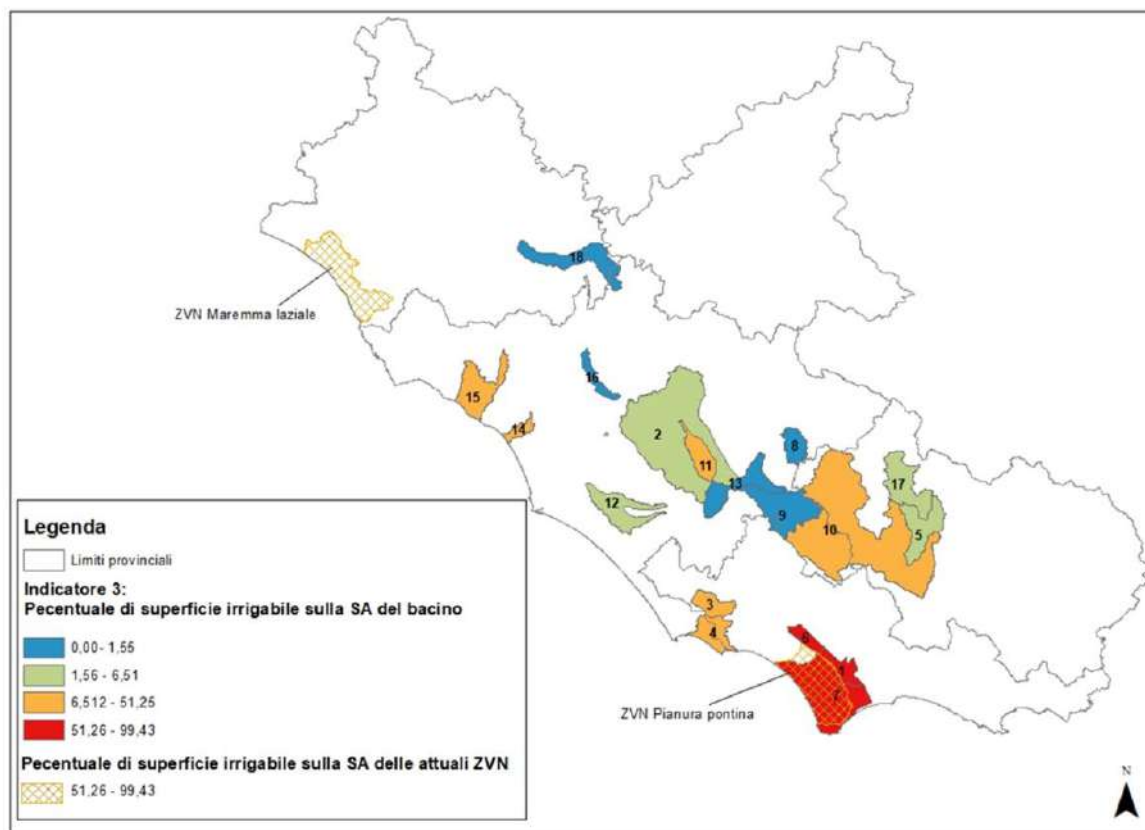 18
ZVN Maremma laziale
16
15
14
2
11
8
13
17
12
9
10
5
3
4
6
1
7
ZVN Pianura pontina
Legenda
Limiti provinciali
Indicatore 3:
Pecentuale di superficie irrigabile sulla SA del bacino
0,00 - 1,55
1,56 - 6,51
6,512 - 51,25
51,26 - 99,43
Pecentuale di superficie irrigabile sulla SA delle attuali ZVN
51,26 - 99,43
N